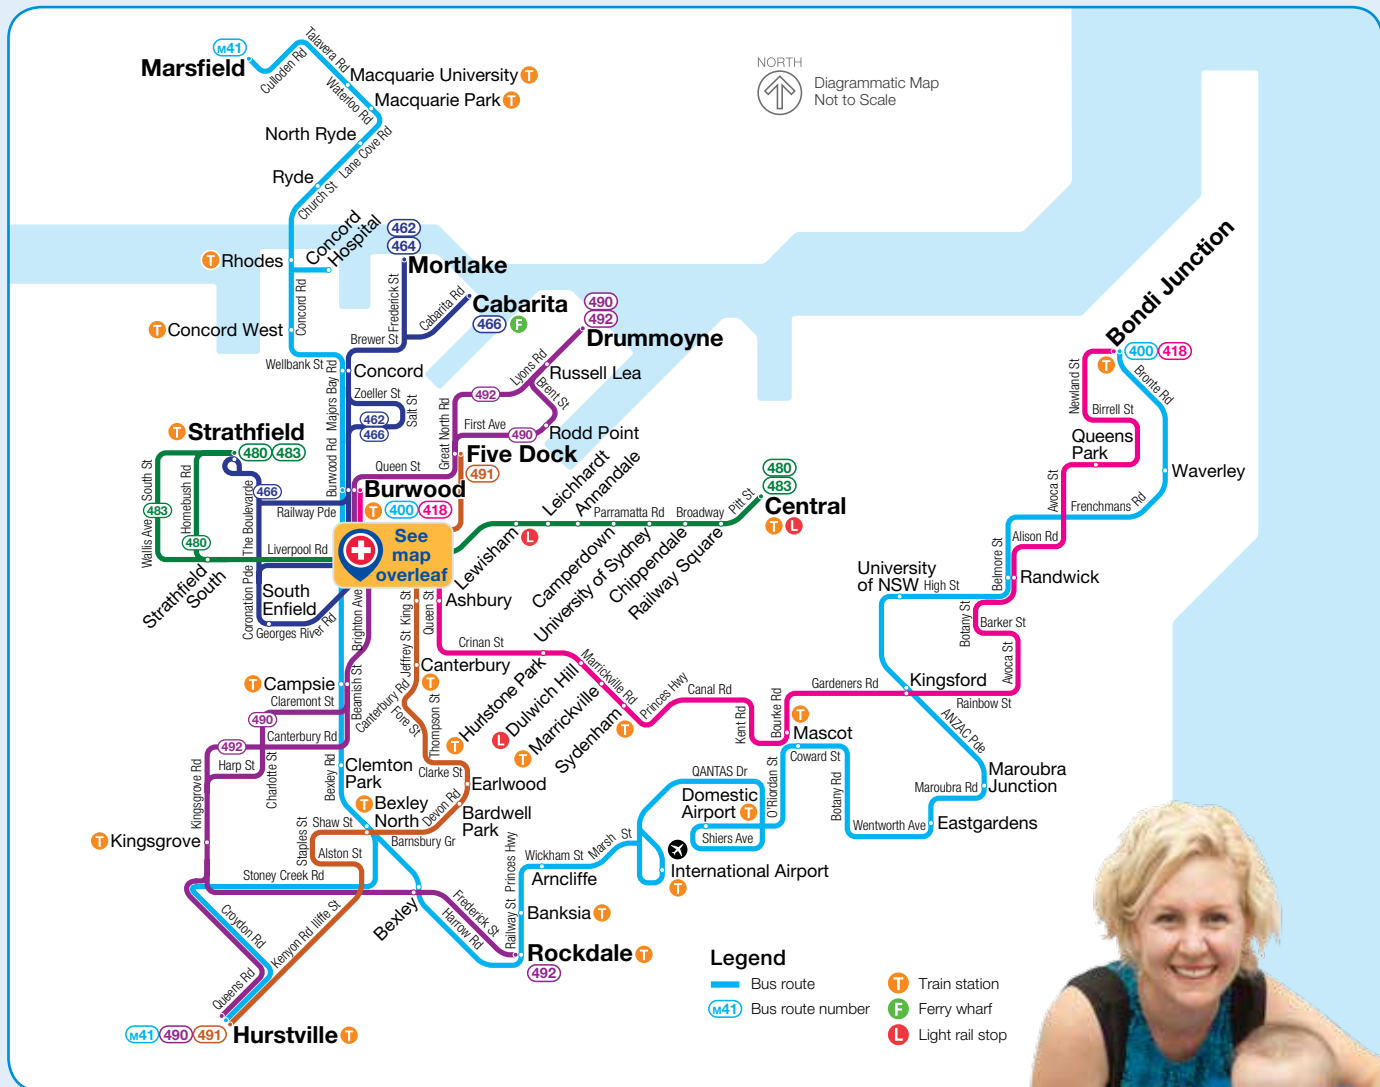 M41
Marsfield
Culloden Rd
Talavera Rd
Macquarie University T
Waterloo Rd
Macquarie Park T
North Ryde
Lane Cove Rd
Ryde
Church St
NORTH
Diagrammatic Map
Not to Scale
Concord
Hospital
T Rhodes
462
464
Mortlake
Concord Rd
Frederick St
Cabarita Rd
Cabarita
466 F
490
492
Drummoyne
T Concord West
Brewer St
Wellbank St
Concord
Majors Bay Rd
Zoeller St
Salt St
462
466
Lyons Rd
Russell Lea
Brent St
492
Great North Rd
First Ave
490
Rodd Point
Bondi Junction
T
400 418
Newland St
Bronte Rd
Birrell St
Queens
Park
Waverley
T Strathfield
480 483
Queen St
Five Dock
491
Burwood Rd
Burwood
T 400 418
466
Railway Pde
The Boulevarde
South St
Wallis Ave
483
Homebush Rd
480
Liverpool Rd
Strathfield
South
See
map
overleaf
Lewisham
L
Leichhardt
Annandale
Parramatta Rd
Broadway
Pitt St
480
483
Central
T L
Camperdown
University of Sydney
Chippendale
Railway Square
Avoca St
Frenchmans Rd
Alison Rd
Belmore St
Randwick
University
of NSW
High St
Botany St
Barker St
Avoca St
Coronation Pde
South
Enfield
Georges River Rd
Brighton Ave
King St
Queen St
Ashbury
Crinan St
Jeffrey St
Canterbury
T
T Campsie
Beamish St
Claremont St
490
Canterbury Rd
Canterbury Rd
492
Fore St
Thompson St
Harp St
Charlotte St
Kingsgrove Rd
Clarke St
T Hurlstone Park
L Dulwich Hill
T Marrickville
Marrickville Rd
Sydenham
T
Princes Hwy
Canal Rd
Kent Rd
Bourke Rd
T
Mascot
Gardeners Rd
Kingsford
Rainbow St
ANZAC Pde
Coward St
Maroubra
Junction
Maroubra Rd
Botany Rd
Wentworth Ave
Eastgardens
O'Riordan St
QANTAS Dr
Domestic
Airport T
Shiers Ave
International Airport
T
Clemton
Park
Bexley Rd
T Bexley
North
Earlwood
Devon Rd
Bardwell
Park
Barnsbury Gr
Shaw St
Staples St
Alston St
T Kingsgrove
Stoney Creek Rd
Croydon Rd
Iliffe St
Kenyon Rd
Queens Rd
Bexley
Frederick St
Harrow Rd
Railway St
Princes Hwy
Wickham St
Marsh St
Arncliffe
Banksia T
Rockdale T
492
M41 490 491 Hurstville T
Legend
Bus route
M41 Bus route number
T Train station
F Ferry wharf
L Light rail stop